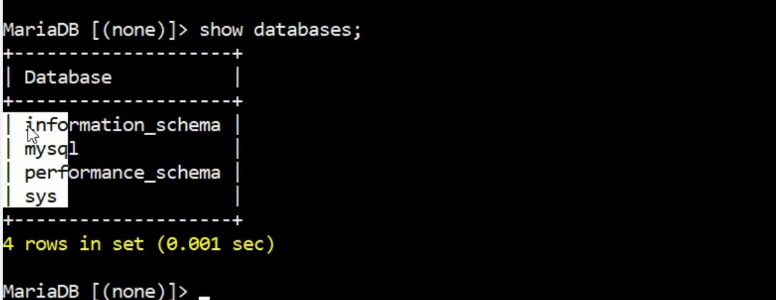 MariaDB [(none)]> show databases;
+--------------------+
| Database           |
+--------------------+
| information_schema |
| mysql              |
| performance_schema |
| sys                |
+--------------------+
4 rows in set (0.001 sec)
MariaDB [(none)]>